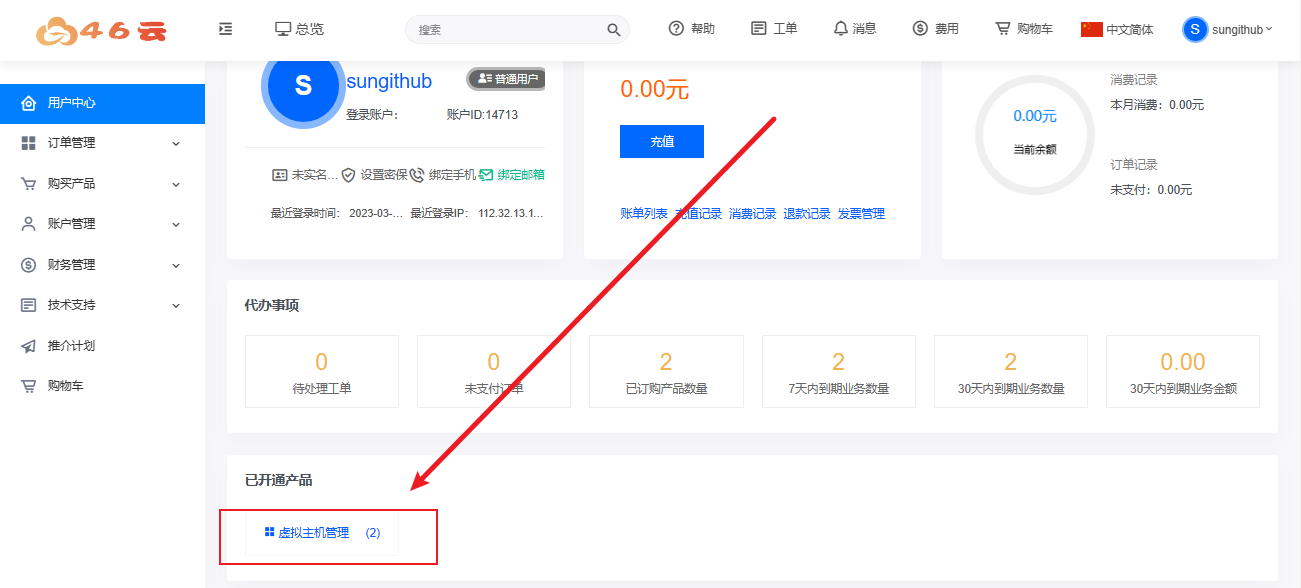 46云
总览
搜索
帮助
工单
消息
费用
购物车
中文简体
S
sungithub
用户中心
订单管理
购买产品
账户管理
财务管理
技术支持
推介计划
购物车
S
sungithub
普通用户
登录账户：
账户ID:14713
未实名...
设置密保
绑定手机
绑定邮箱
最近登录时间：
2023-03-...
最近登录IP：
112.32.13.1...
0.00元
充值
账单列表
充值记录
消费记录
退款记录
发票管理
0.00元
当前余额
消费记录
本月消费：0.00元
订单记录
未支付：0.00元
代办事项
0
待处理工单
0
未支付订单
2
已订购产品数量
2
7天内到期业务数量
2
30天内到期业务数量
0.00
30天内到期业务金额
已开通产品
虚拟主机管理 (2)